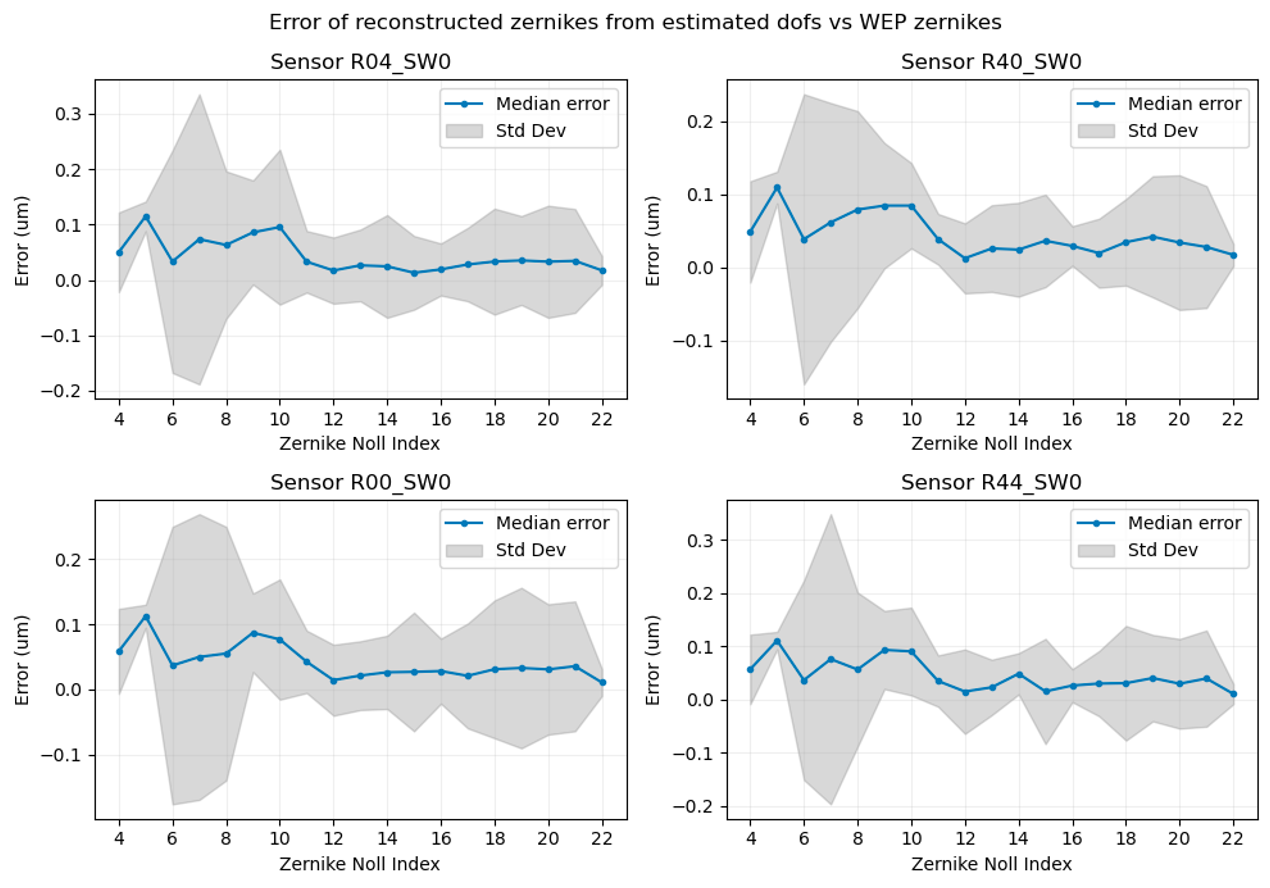 Error of reconstructed zernikes from estimated dofs vs WEP zernikes
Sensor R04_SW0
Median error
Std Dev
Error (um)
0.3
0.2
0.1
0.0
−0.1
−0.2
4 6 8 10 12 14 16 18 20 22
Zernike Noll Index
Sensor R40_SW0
Median error
Std Dev
Error (um)
0.2
0.1
0.0
−0.1
4 6 8 10 12 14 16 18 20 22
Zernike Noll Index
Sensor R00_SW0
Median error
Std Dev
Error (um)
0.2
0.1
0.0
−0.1
4 6 8 10 12 14 16 18 20 22
Zernike Noll Index
Sensor R44_SW0
Median error
Std Dev
Error (um)
0.3
0.2
0.1
0.0
−0.1
−0.2
4 6 8 10 12 14 16 18 20 22
Zernike Noll Index